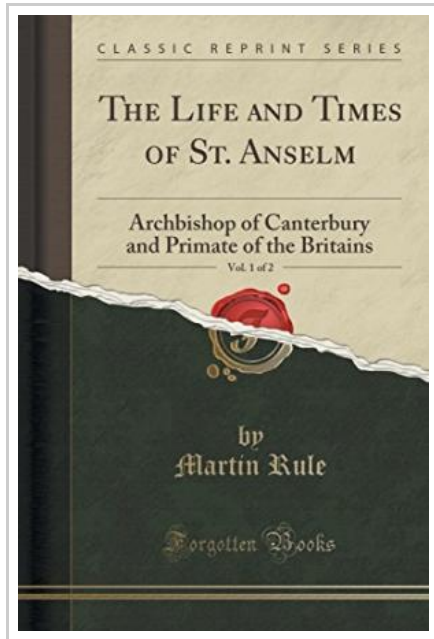 CLASSIC REPRINT SERIES
THE LIFE AND TIMES
OF ST. ANSELM
Archbishop of Canterbury
and Primate of the Britains
Vol. 1 of 2
by
Martin Rule
Forgotten Books